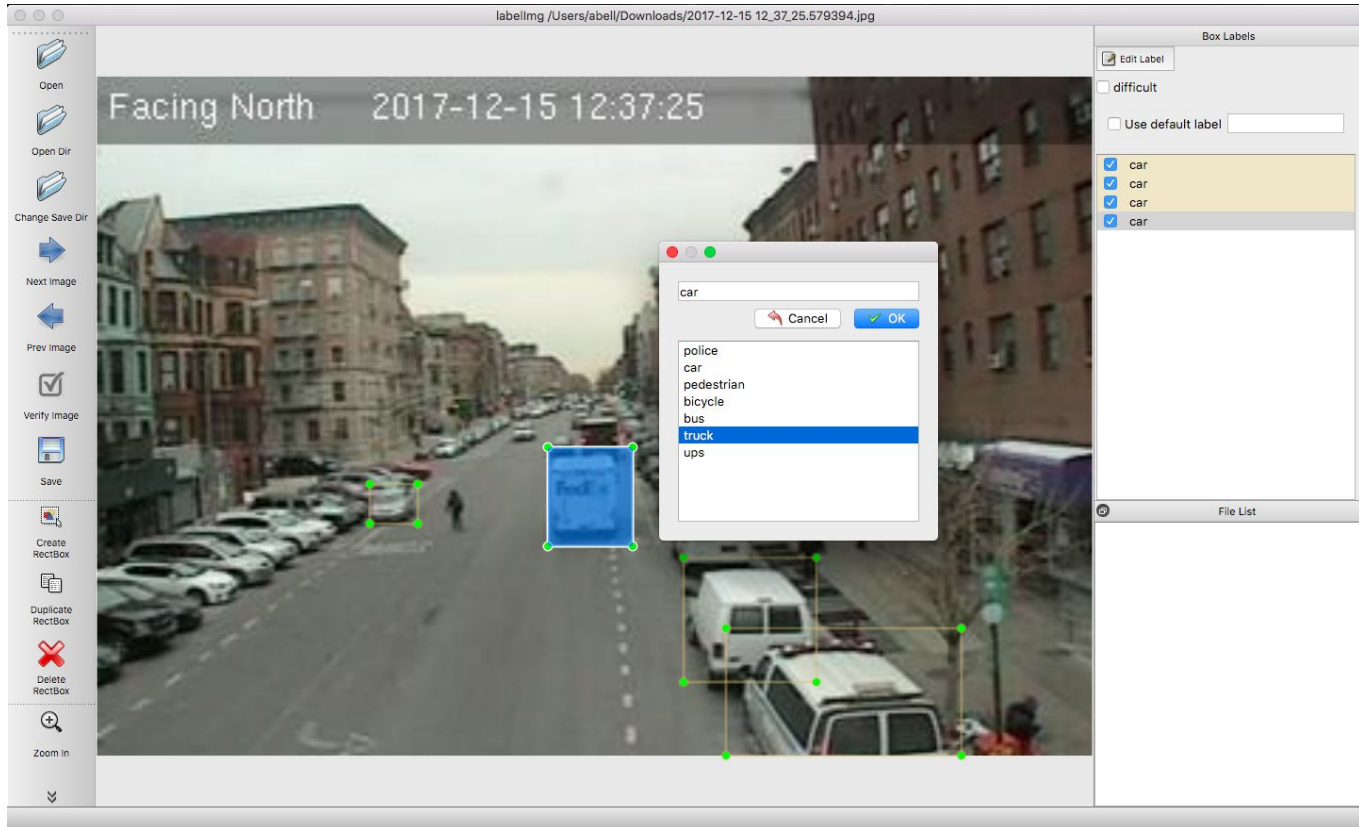 labelImg /Users/abell/Downloads/2017-12-15 12_37_25.579394.jpg
Open
Open Dir
Change Save Dir
Next Image
Prev Image
Verify Image
Save
Create
RectBox
Duplicate
RectBox
Delete
RectBox
Zoom In
Facing North 2017-12-15 12:37:25
FedEx
car
Cancel
OK
police
car
pedestrian
bicycle
bus
truck
ups
Box Labels
Edit Label
difficult
Use default label
car
car
car
car
File List